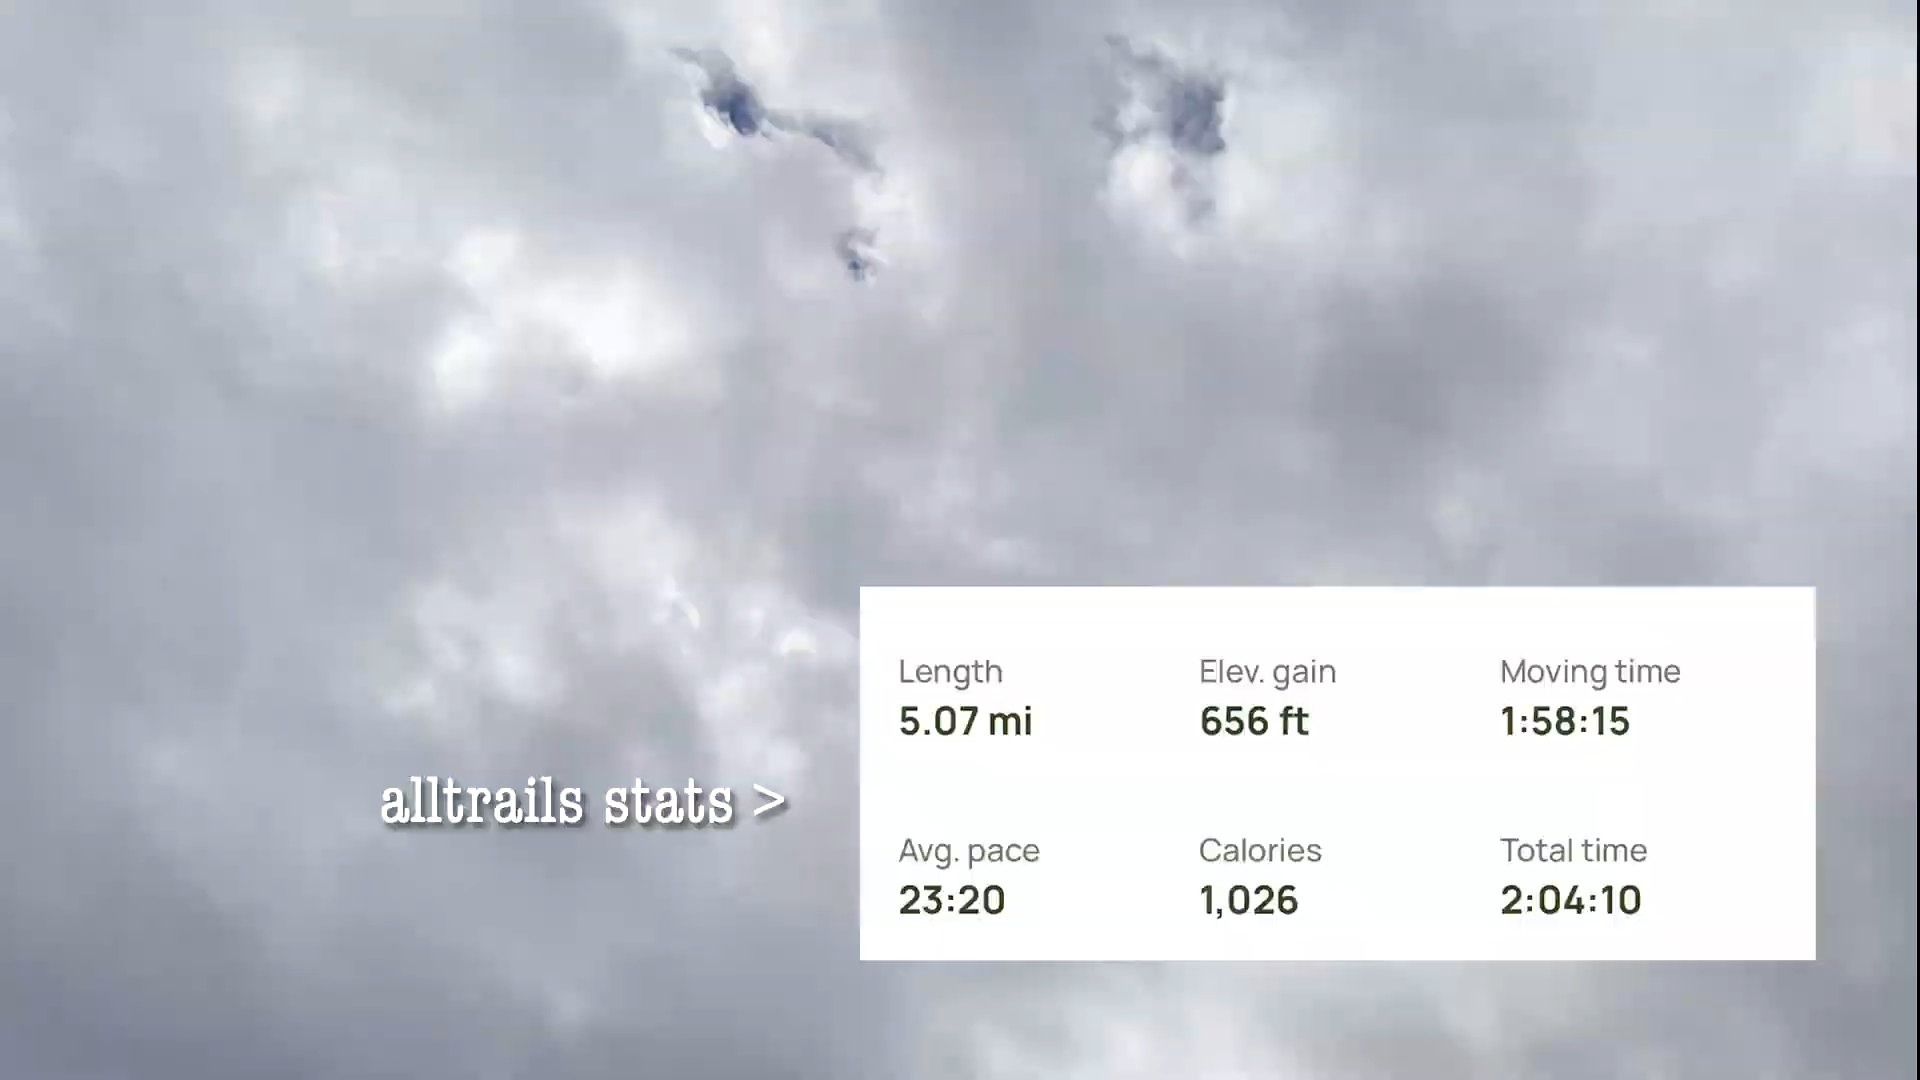 Length Elev. gain Moving time
5.07 mi 656 ft 1:58:15
alltrails stats >
Avg. pace Calories Total time
23:20 1,026 2:04:10